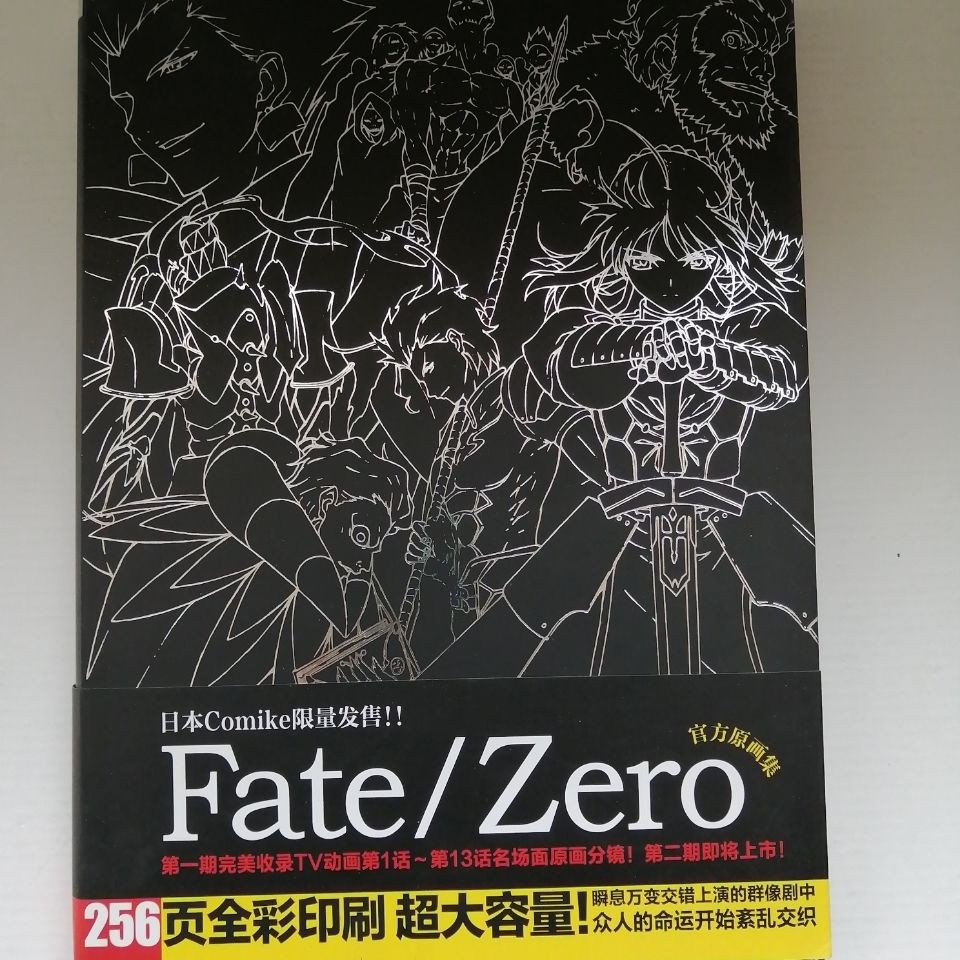 日本Comike限量发售!!
Fate/Zero
官方原画集
第一期完美收录TV动画第1话～第13话名场面原画分镜！第二期即将上市！
256页全彩印刷 超大容量!
瞬息万变交错上演的群像剧中
众人的命运开始紊乱交织